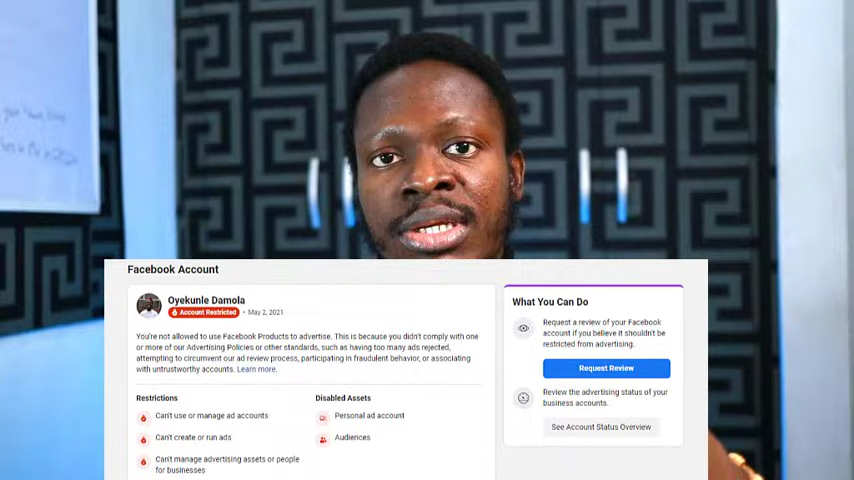 Facebook Account
Oyekunle Damola
Account Restricted • May 2, 2021
You're not allowed to use Facebook Products to advertise. This is because you didn't comply with one
or more of our Advertising Policies or other standards, such as having too many ads rejected,
attempting to circumvent our ad review process, participating in fraudulent behavior, or associating
with untrustworthy accounts. Learn more.
Restrictions
Can't use or manage ad accounts
Can't create or run ads
Can't manage advertising assets or people
for businesses
Disabled Assets
Personal ad account
Audiences
What You Can Do
Request a review of your Facebook
account if you believe it shouldn't be
restricted from advertising.
Request Review
Review the advertising status of your
business accounts.
See Account Status Overview